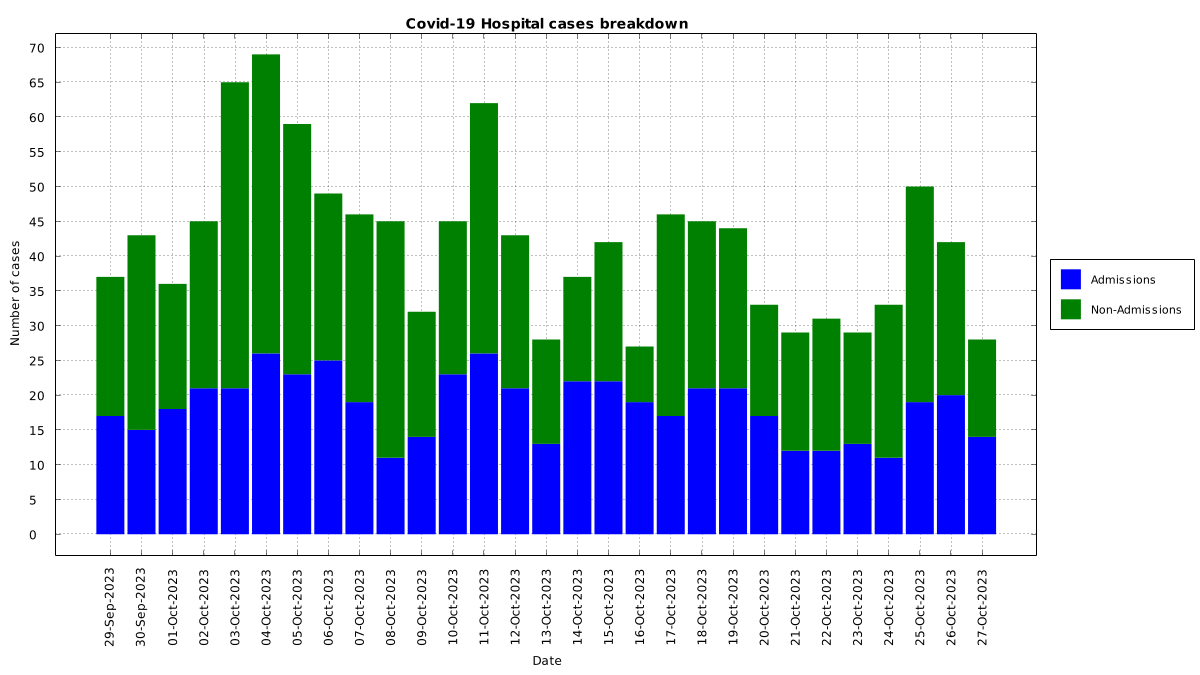 Covid-19 Hospital cases breakdown
70
65
60
55
50
45
40
35
30
25
20
15
10
5
0
Number of cases
29-Sep-2023
30-Sep-2023
01-Oct-2023
02-Oct-2023
03-Oct-2023
04-Oct-2023
05-Oct-2023
06-Oct-2023
07-Oct-2023
08-Oct-2023
09-Oct-2023
10-Oct-2023
11-Oct-2023
12-Oct-2023
13-Oct-2023
14-Oct-2023
15-Oct-2023
16-Oct-2023
17-Oct-2023
18-Oct-2023
19-Oct-2023
20-Oct-2023
21-Oct-2023
22-Oct-2023
23-Oct-2023
24-Oct-2023
25-Oct-2023
26-Oct-2023
27-Oct-2023
Date
Admissions
Non-Admissions